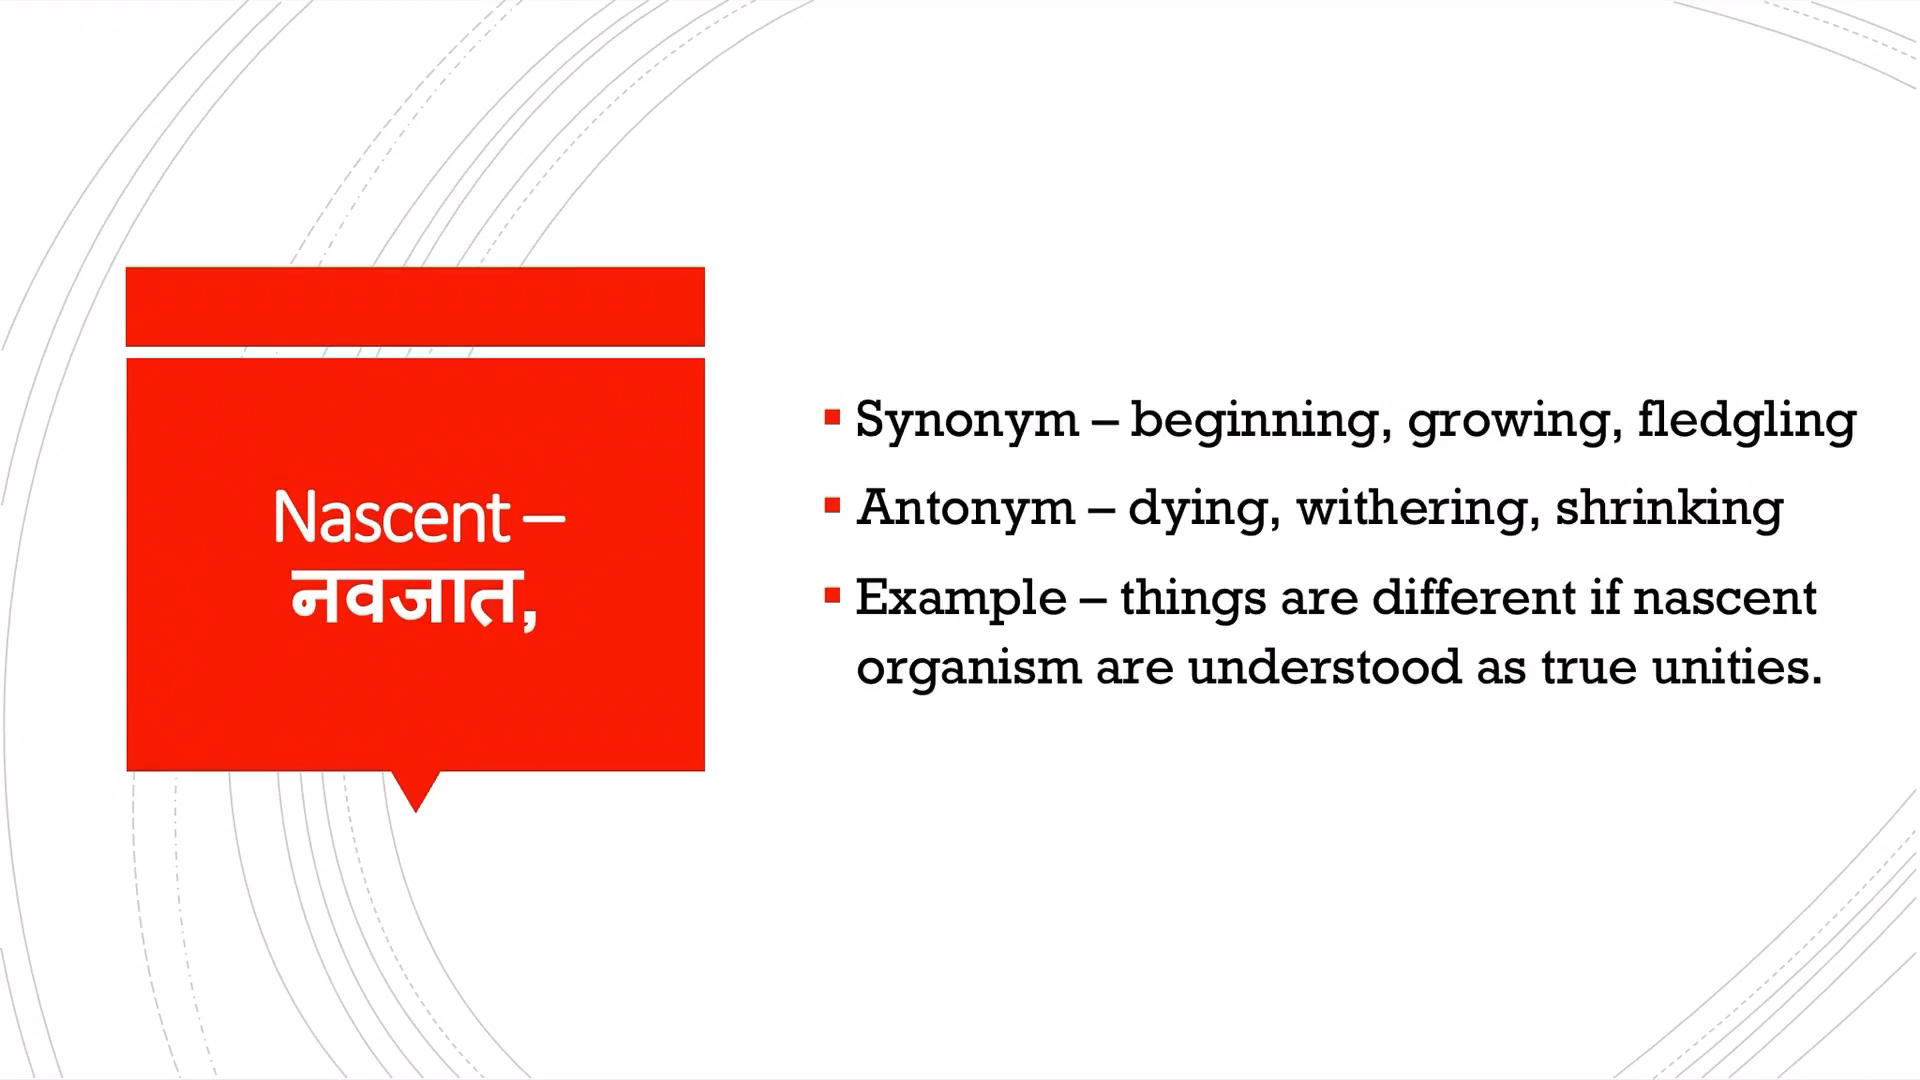 Nascent –
नवजात,
Synonym – beginning, growing, fledgling
Antonym – dying, withering, shrinking
Example – things are different if nascent
organism are understood as true unities.